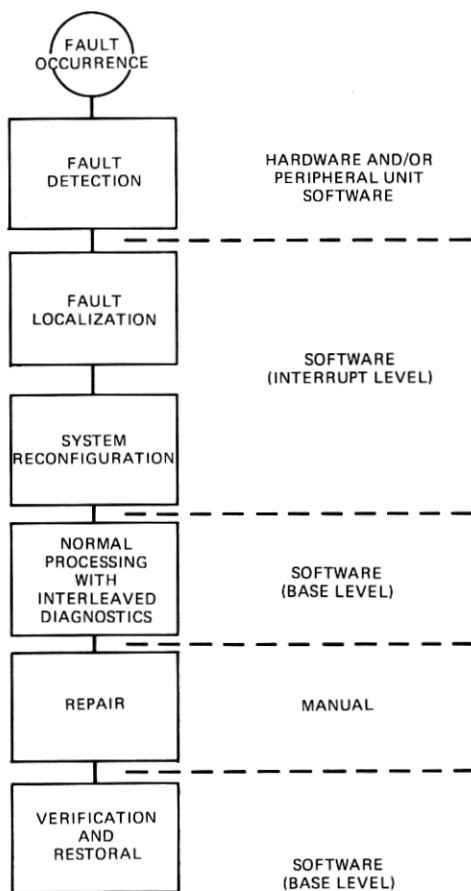 FAULT
OCCURRENCE
FAULT
DETECTION
HARDWARE AND/OR
PERIPHERAL UNIT
SOFTWARE
FAULT
LOCALIZATION
SOFTWARE
(INTERRUPT LEVEL)
SYSTEM
RECONFIGURATION
NORMAL
PROCESSING
WITH
INTERLEAVED
DIAGNOSTICS
SOFTWARE
(BASE LEVEL)
REPAIR
MANUAL
VERIFICATION
AND
RESTORAL
SOFTWARE
(BASE LEVEL)